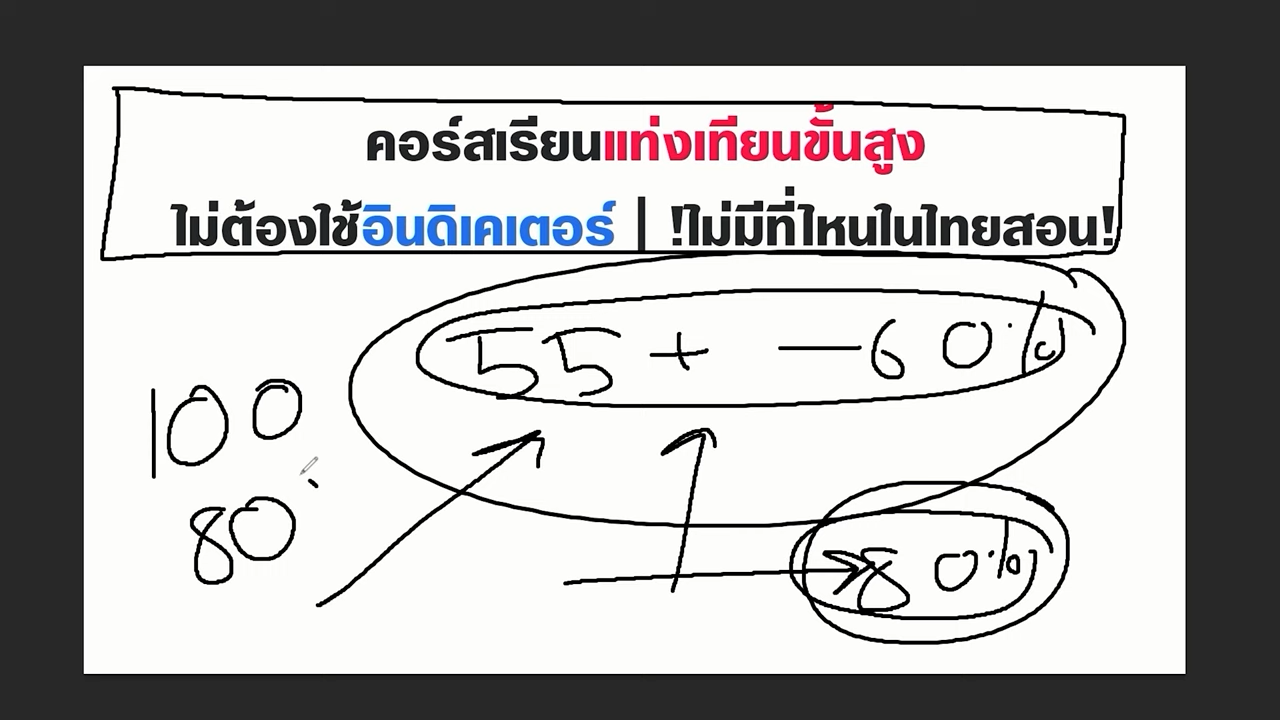 คอร์สเรียนแท่งเทียนขั้นสูง
ไม่ต้องใช้อินดิเคเตอร์ | !ไม่มีที่ไหนในไทยสอน!
55+ — 60%
100
80
80%